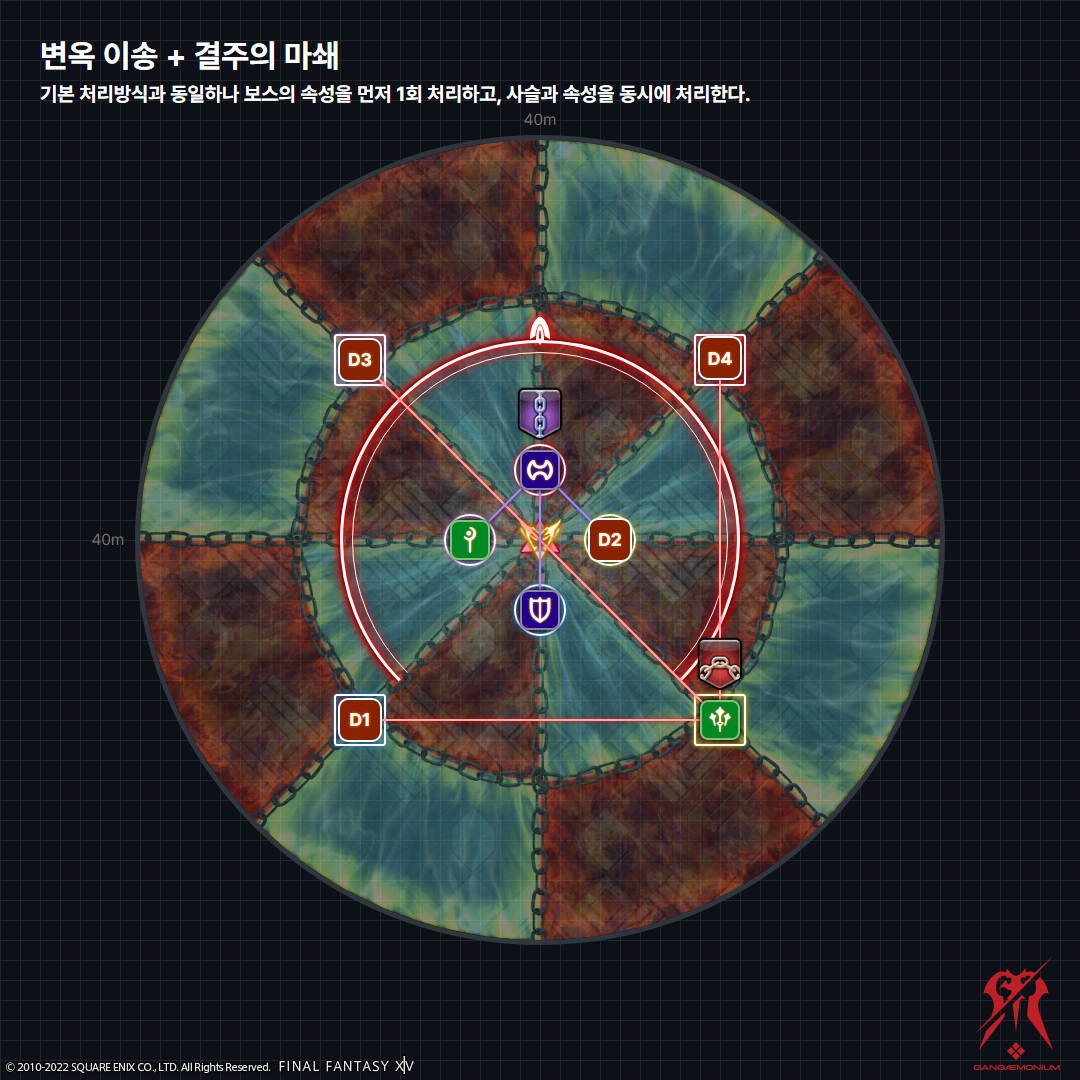 변옥 이송 + 결주의 마쇄
기본 처리방식과 동일하나 보스의 속성을 먼저 1회 처리하고, 사슬과 속성을 동시에 처리한다.
40m
D3
D4
40m
D2
D1
GANGÆMONIUM
© 2010-2022 SQUARE ENIX CO., LTD. All Rights Reserved. FINAL FANTASY XIV